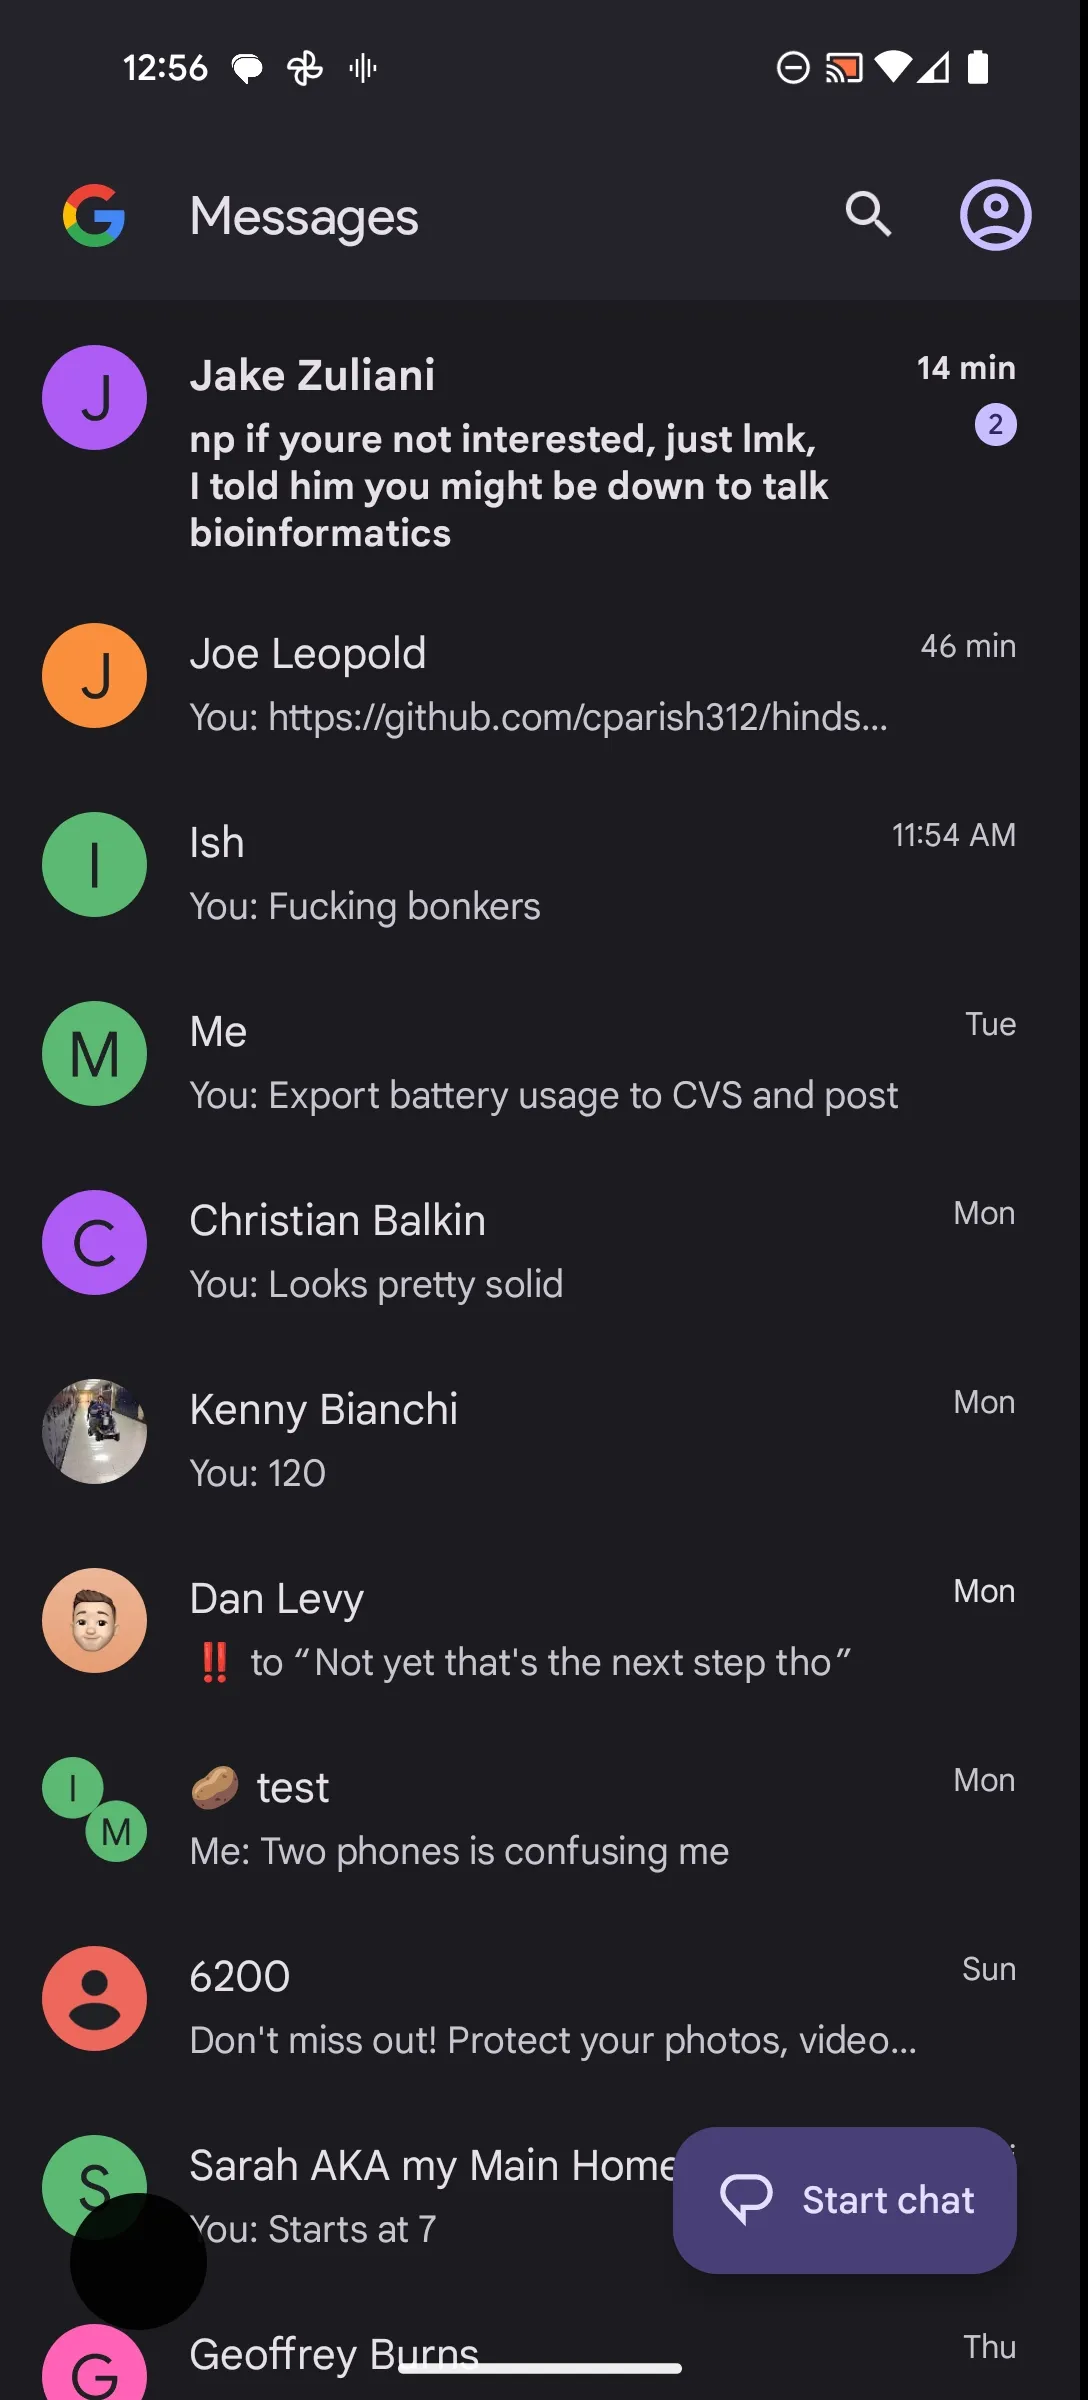 12:56
Messages
J
Jake Zuliani
14 min
np if youre not interested, just lmk,
2
I told him you might be down to talk
bioinformatics
J
Joe Leopold
46 min
You: https://github.com/cparish312/hinds...
I
Ish
11:54 AM
You: Fucking bonkers
M
Me
Tue
You: Export battery usage to CVS and post
C
Christian Balkin
Mon
You: Looks pretty solid
Kenny Bianchi
Mon
You: 120
Dan Levy
Mon
‼️ to “Not yet that's the next step tho”
I
M
🥔 test
Mon
Me: Two phones is confusing me
6200
Sun
Don't miss out! Protect your photos, video...
S
Sarah AKA my Main Home
You: Starts at 7
Start chat
G
Geoffrey Burns
Thu